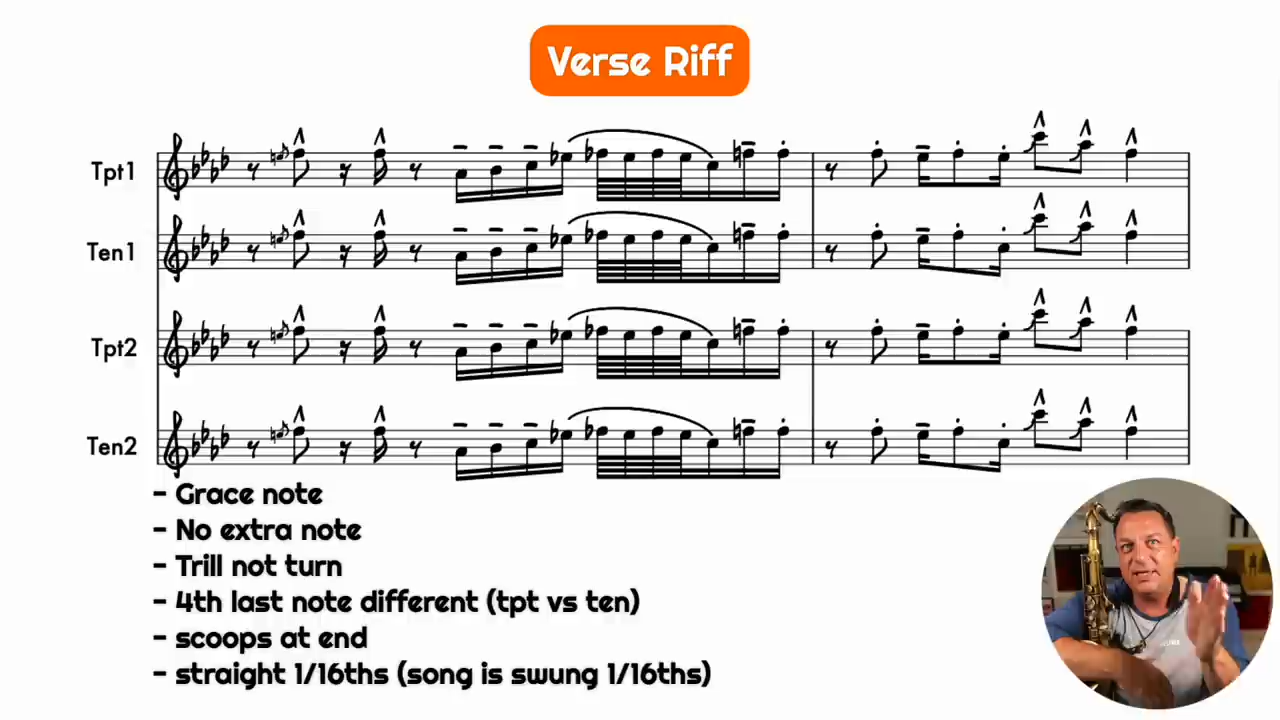 Verse Riff
Tpt1
Ten1
Tpt2
Ten2
- Grace note
- No extra note
- Trill not turn
- 4th last note different (tpt vs ten)
- scoops at end
- straight 1/16ths (song is swung 1/16ths)